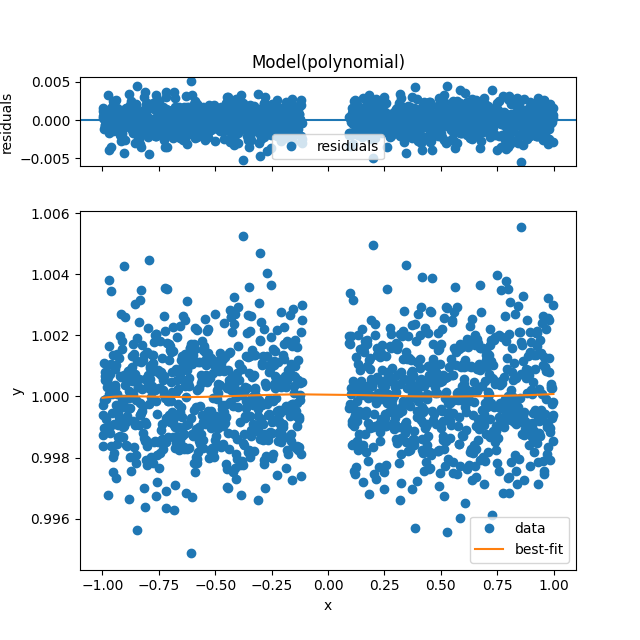 Model(polynomial)
0.005
0.000
−0.005
residuals
residuals
1.006
1.004
1.002
1.000
0.998
0.996
y
data
best-fit
−1.00 −0.75 −0.50 −0.25 0.00 0.25 0.50 0.75 1.00
x